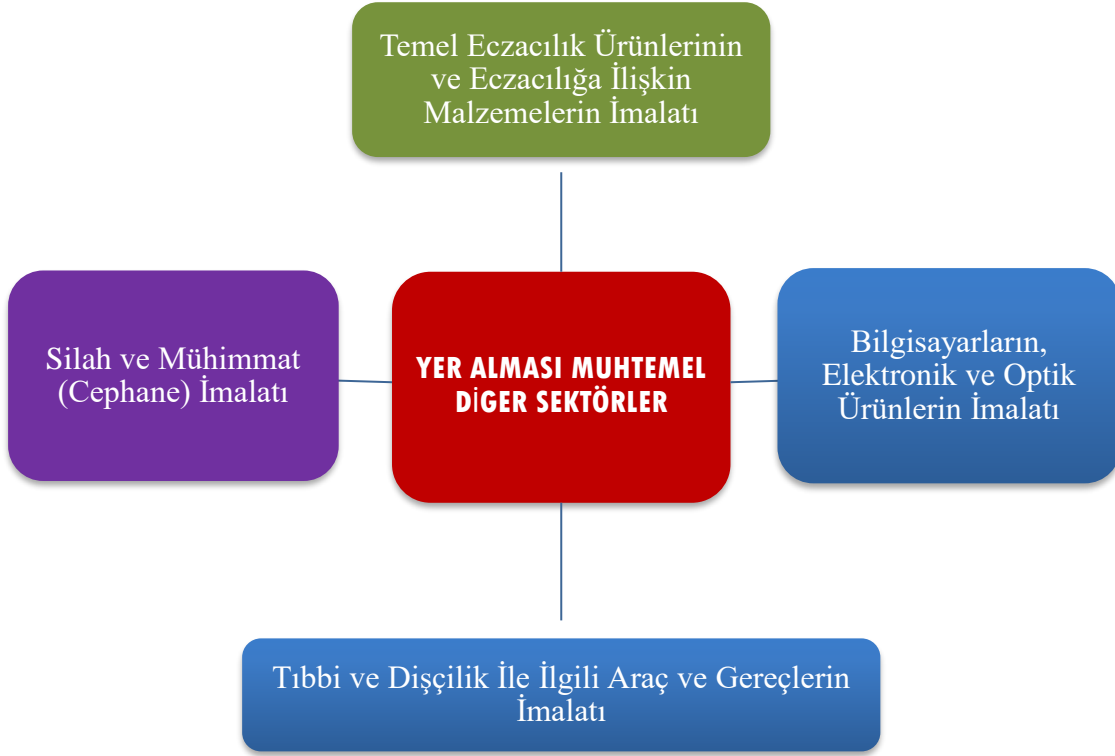 Temel Eczacılık Ürünlerinin
ve Eczacılığa İlişkin
Malzemelerin İmalatı
Silah ve Mühimmat
(Cephane) İmalatı
YER ALMASI MUHTEMEL
DİGER SEKTÖRLER
Bilgisayarların,
Elektronik ve Optik
Ürünlerin İmalatı
Tıbbi ve Dişçilik İle İlgili Araç ve Gereçlerin
İmalatı